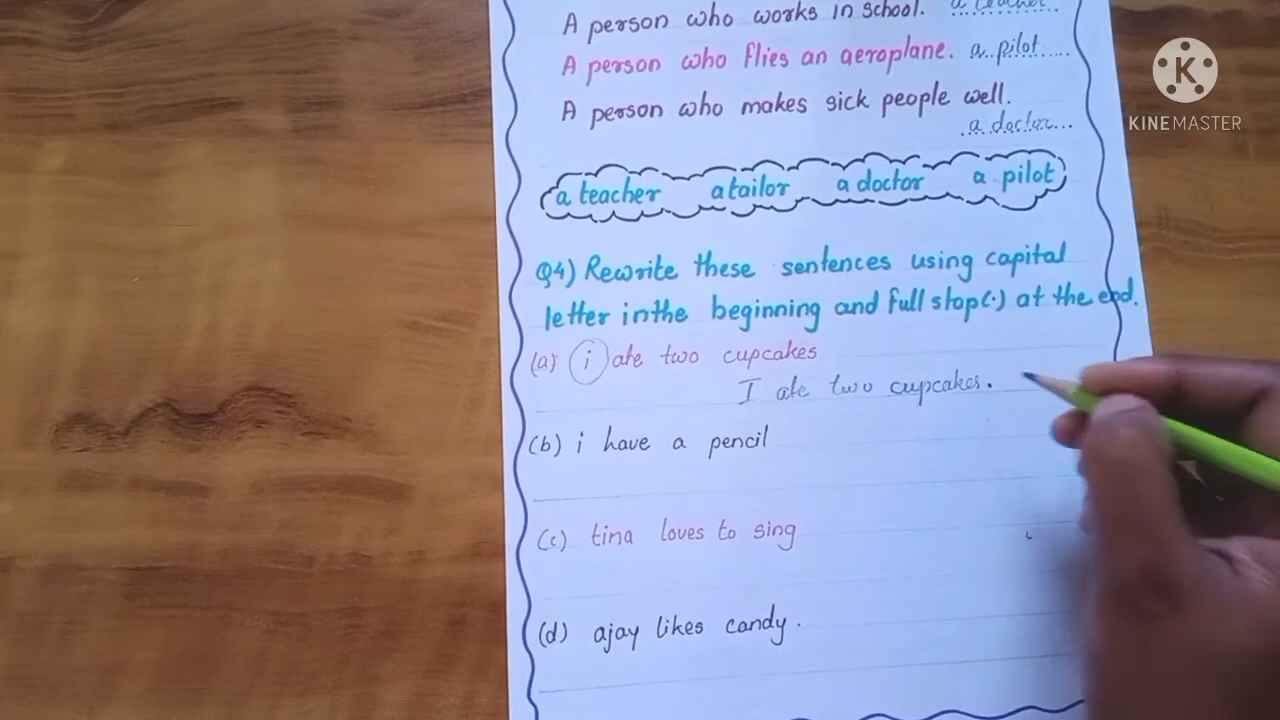 A person who works in school. a teacher
A person who flies an aeroplane. a pilot
A person who makes sick people well.
a doctor
a teacher a tailor a doctor a pilot
Q4) Rewrite these sentences using capital
letter in the beginning and full stop (.) at the end.
(a) i ate two cupcakes
I ate two cupcakes.
(b) i have a pencil
(c) tina loves to sing
(d) ajay likes candy.
K
KINEMASTER